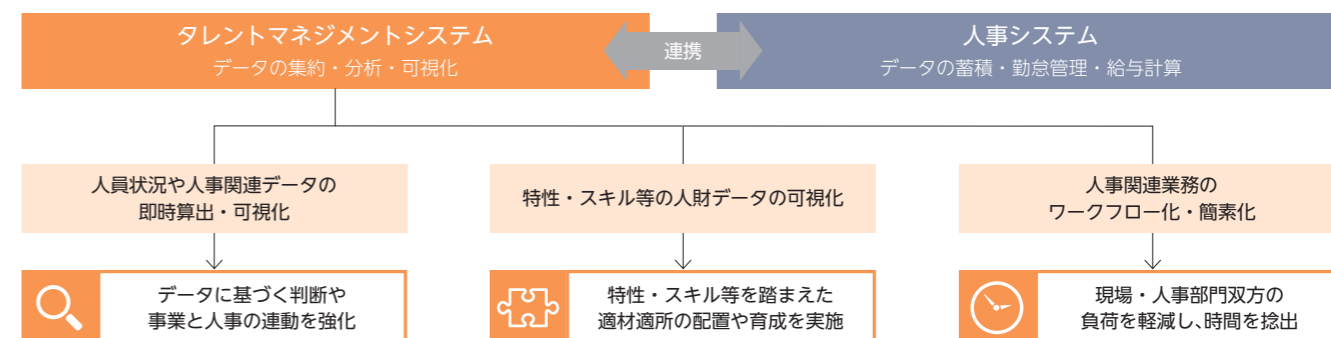 タレントマネジメントシステム
データの集約・分析・可視化
連携
人事システム
データの蓄積・勤怠管理・給与計算
人員状況や人事関連データの
即時算出・可視化
特性・スキル等の人財データの可視化
人事関連業務の
ワークフロー化・簡素化
データに基づく判断や
事業と人事の連動を強化
特性・スキル等を踏まえた
適材適所の配置や育成を実施
現場・人事部門双方の
負荷を軽減し、時間を捻出